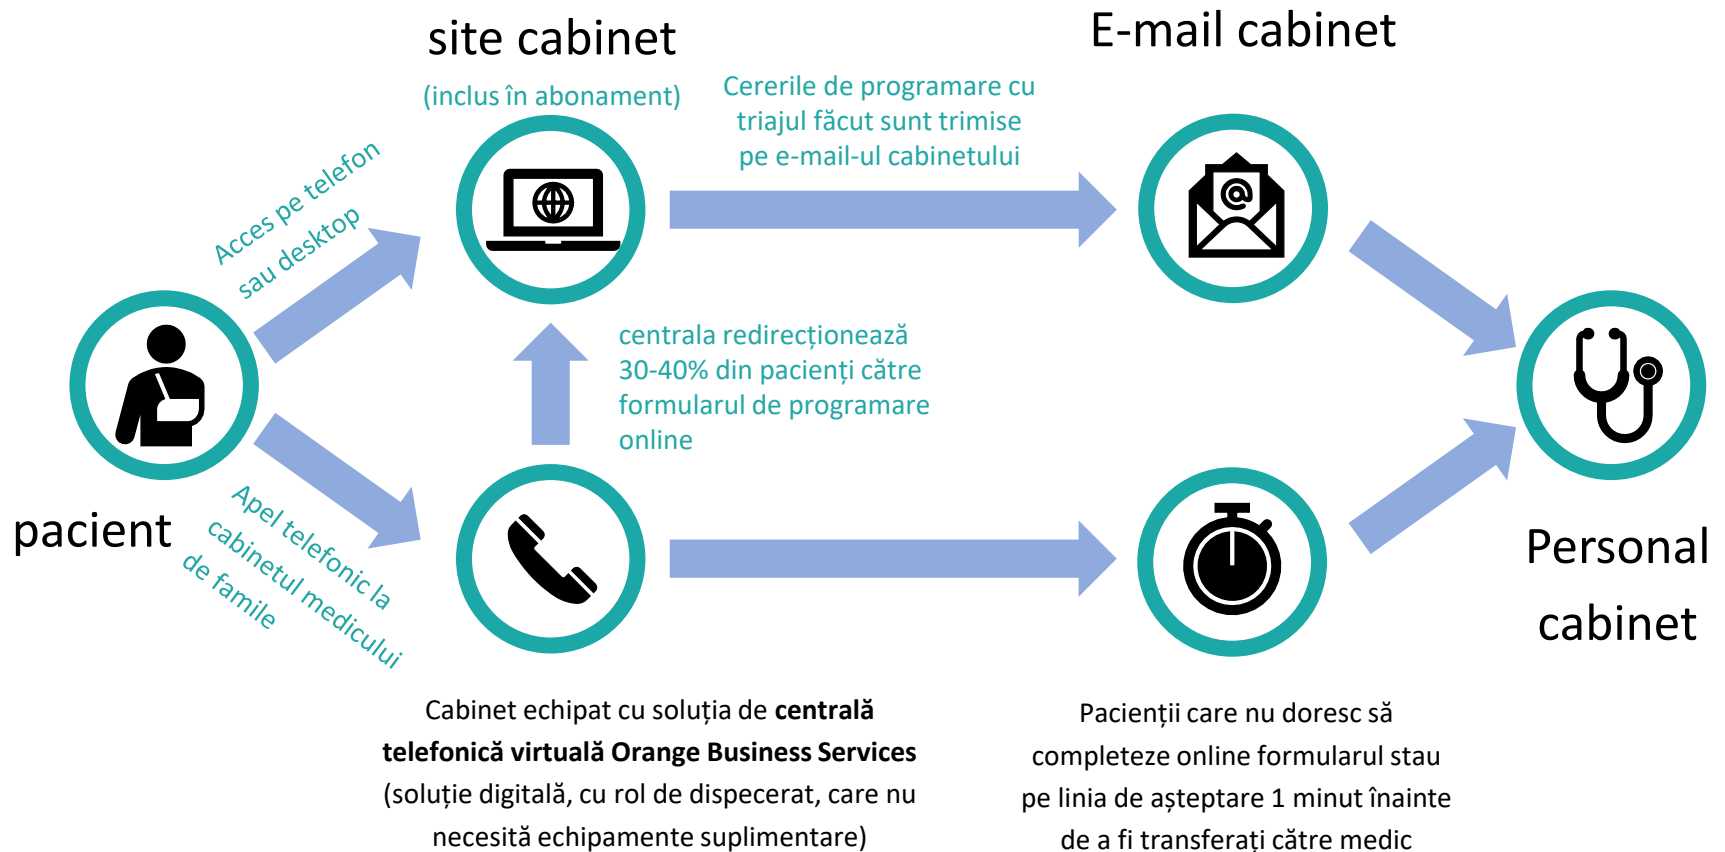 site cabinet
(inclus în abonament)
E-mail cabinet
Cererile de programare cu
triajul făcut sunt trimise
pe e-mail-ul cabinetului
Acces pe telefon
sau desktop
@
centrala redirecționează
30-40% din pacienți către
formularul de programare
online
pacient
Apel telefonic la
cabinetul medicului
de famile
Personal
cabinet
Cabinet echipat cu soluția de centrală
telefonică virtuală Orange Business Services
(soluție digitală, cu rol de dispecerat, care nu
necesită echipamente suplimentare)
Pacienții care nu doresc să
completeze online formularul stau
pe linia de așteptare 1 minut înainte
de a fi transferați către medic